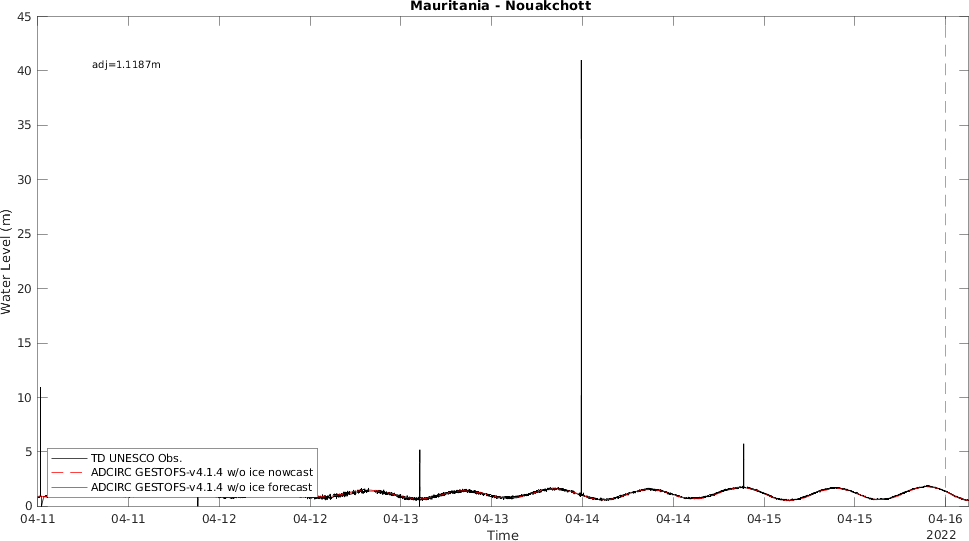 Mauritania - Nouakchott
45
40
35
30
25
20
15
10
5
0
Water Level (m)
adj=1.1187m
TD UNESCO Obs.
ADCIRC GESTOFS-v4.1.4 w/o ice nowcast
ADCIRC GESTOFS-v4.1.4 w/o ice forecast
04-11 04-11 04-12 04-12 04-13 04-13 04-14 04-14 04-15 04-15 04-16
Time
2022